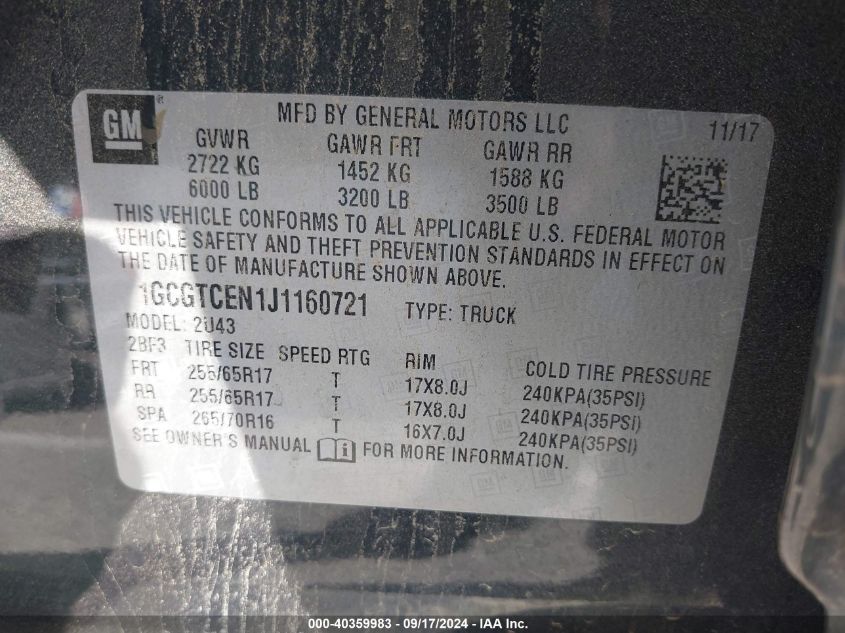 GM
MFD BY GENERAL MOTORS LLC
11/17
GVWR GAWR FRT GAWR RR
2722 KG 1452 KG 1588 KG
6000 LB 3200 LB 3500 LB
THIS VEHICLE CONFORMS TO ALL APPLICABLE U.S. FEDERAL MOTOR
VEHICLE SAFETY AND THEFT PREVENTION STANDARDS IN EFFECT ON
THE DATE OF MANUFACTURE SHOWN ABOVE.
1GCGTCEN1J1160721 TYPE: TRUCK
MODEL: 2U43
2BF3 TIRE SIZE SPEED RTG RIM COLD TIRE PRESSURE
FRT 255/65R17 T 17X8.0J 240KPA(35PSI)
RR 255/65R17 T 17X8.0J 240KPA(35PSI)
SPA 265/70R16 T 16X7.0J 240KPA(35PSI)
SEE OWNER'S MANUAL FOR MORE INFORMATION.
000-40359983 - 09/17/2024 - IAA Inc.